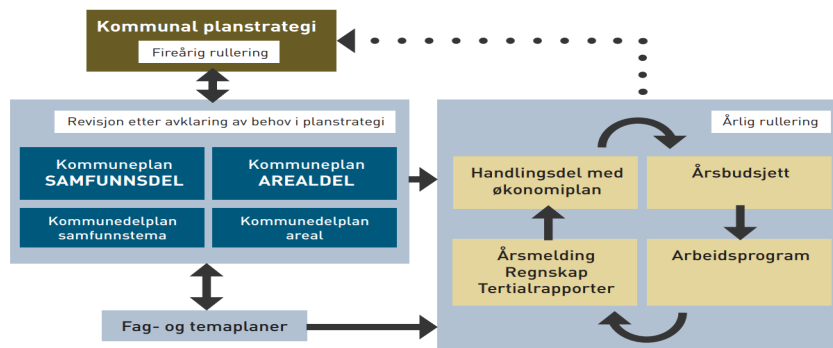 Kommunal planstrategi
Fireårig rullering
Revisjon etter avklaring av behov i planstrategi
Kommuneplan
SAMFUNNSDEL
Kommuneplan
AREALDEL
Kommunedelplan
samfunnstema
Kommunedelplan
areal
Fag- og temaplaner
Årlig rullering
Handlingsdel med
økonomiplan
Årsbudsjett
Årsmelding
Regnskap
Tertialrapporter
Arbeidsprogram